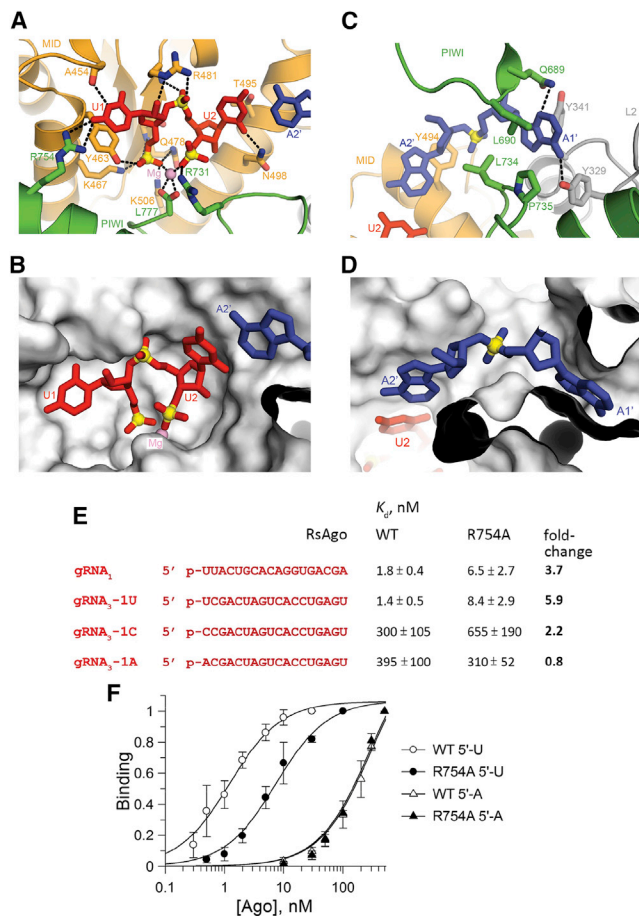 A
MID
A454
R481
T495
U1
U2
A2'
R754
Y463
Q478
Mg
R731
N498
K467
K506
L777
PIWI
B
A2'
U1
U2
Mg
C
PIWI
Q689
Y341
L2
A2'
Y494
L690
A1'
MID
L734
Y329
P735
U2
D
A2'
U2
A1'
E
Kd, nM
RsAgo WT R754A fold-
change
gRNA1 5' p-UUACUGCACAGGUGACGA 1.8 ± 0.4 6.5 ± 2.7 3.7
gRNA3-1U 5' p-UCGACUAGUCACCUGAGU 1.4 ± 0.5 8.4 ± 2.9 5.9
gRNA3-1C 5' p-CCGACUAGUCACCUGAGU 300 ± 105 655 ± 190 2.2
gRNA3-1A 5' p-ACGACUAGUCACCUGAGU 395 ± 100 310 ± 52 0.8
F
Binding
1
0.8
0.6
0.4
0.2
0
0.1 1 10 100
[Ago], nM
WT 5'-U
R754A 5'-U
WT 5'-A
R754A 5'-A